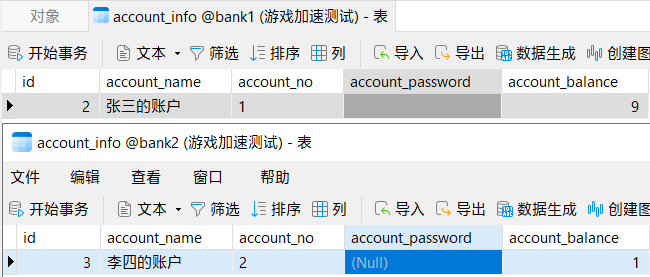 对象 account_info @bank1 (游戏加速测试) - 表
开始事务 文本 筛选 排序 列 导入 导出 数据生成 创建图
id account_name account_no account_password account_balance
2 张三的账户 1 9
account_info @bank2 (游戏加速测试) - 表
文件 编辑 查看 窗口 帮助
开始事务 文本 筛选 排序 列 导入 导出 数据生成 创建图
id account_name account_no account_password account_balance
3 李四的账户 2 (Null) 1